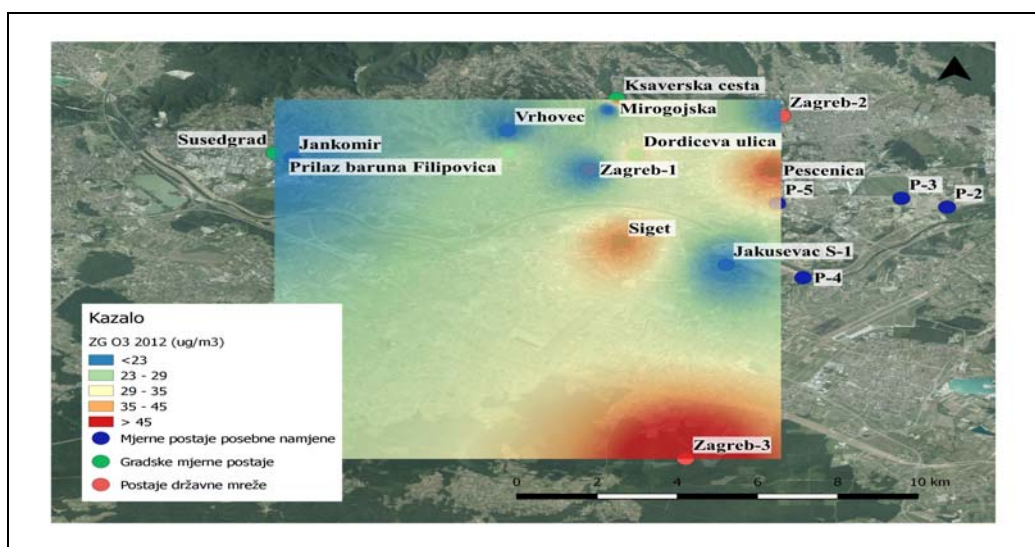 Ksaverska cesta
Mirogojska
Zagreb-2
Vrhovec
Susedgrad
Jankomir
Dordiceva ulica
Prilaz baruna Filipovica
Zagreb-1
Pescenica
P-5
P-3
P-2
Siget
Jakusevac S-1
P-4
Kazalo
ZG O3 2012 (ug/m3)
<23
23 - 29
29 - 35
35 - 45
> 45
Mjerne postaje posebne namjene
Gradske mjerne postaje
Postaje državne mreže
Zagreb-3
0 2 4 6 8 10 km